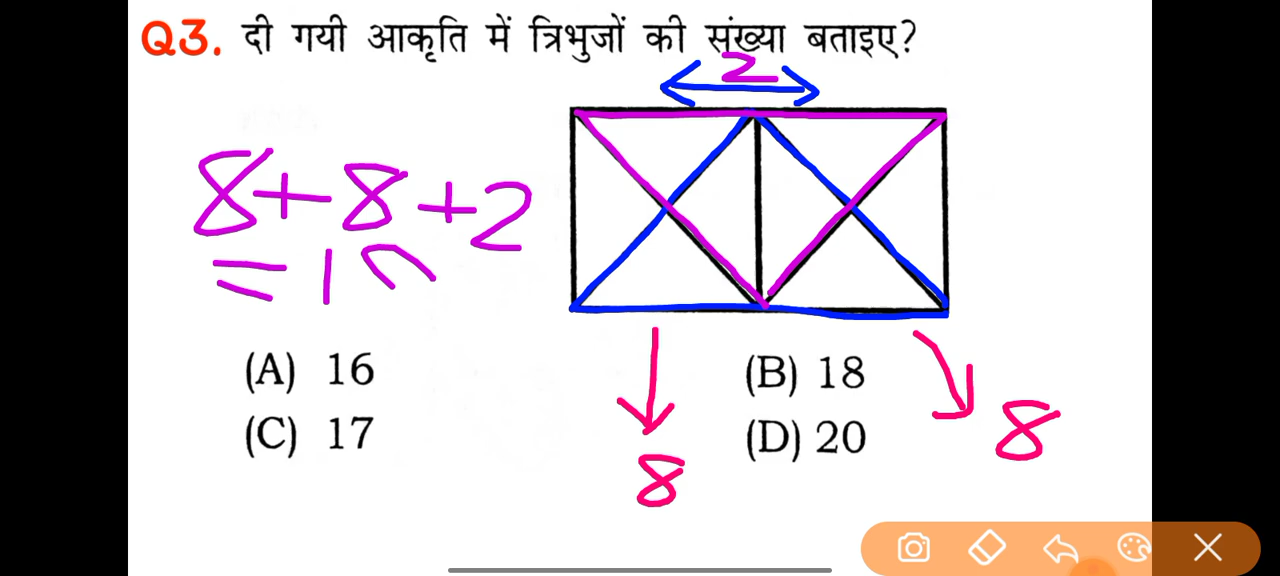 Q3. दी गयी आकृति में त्रिभुजों की संख्या बताइए?
2
8+8+2
=1
(A) 16
(B) 18
(C) 17
(D) 20
8
8